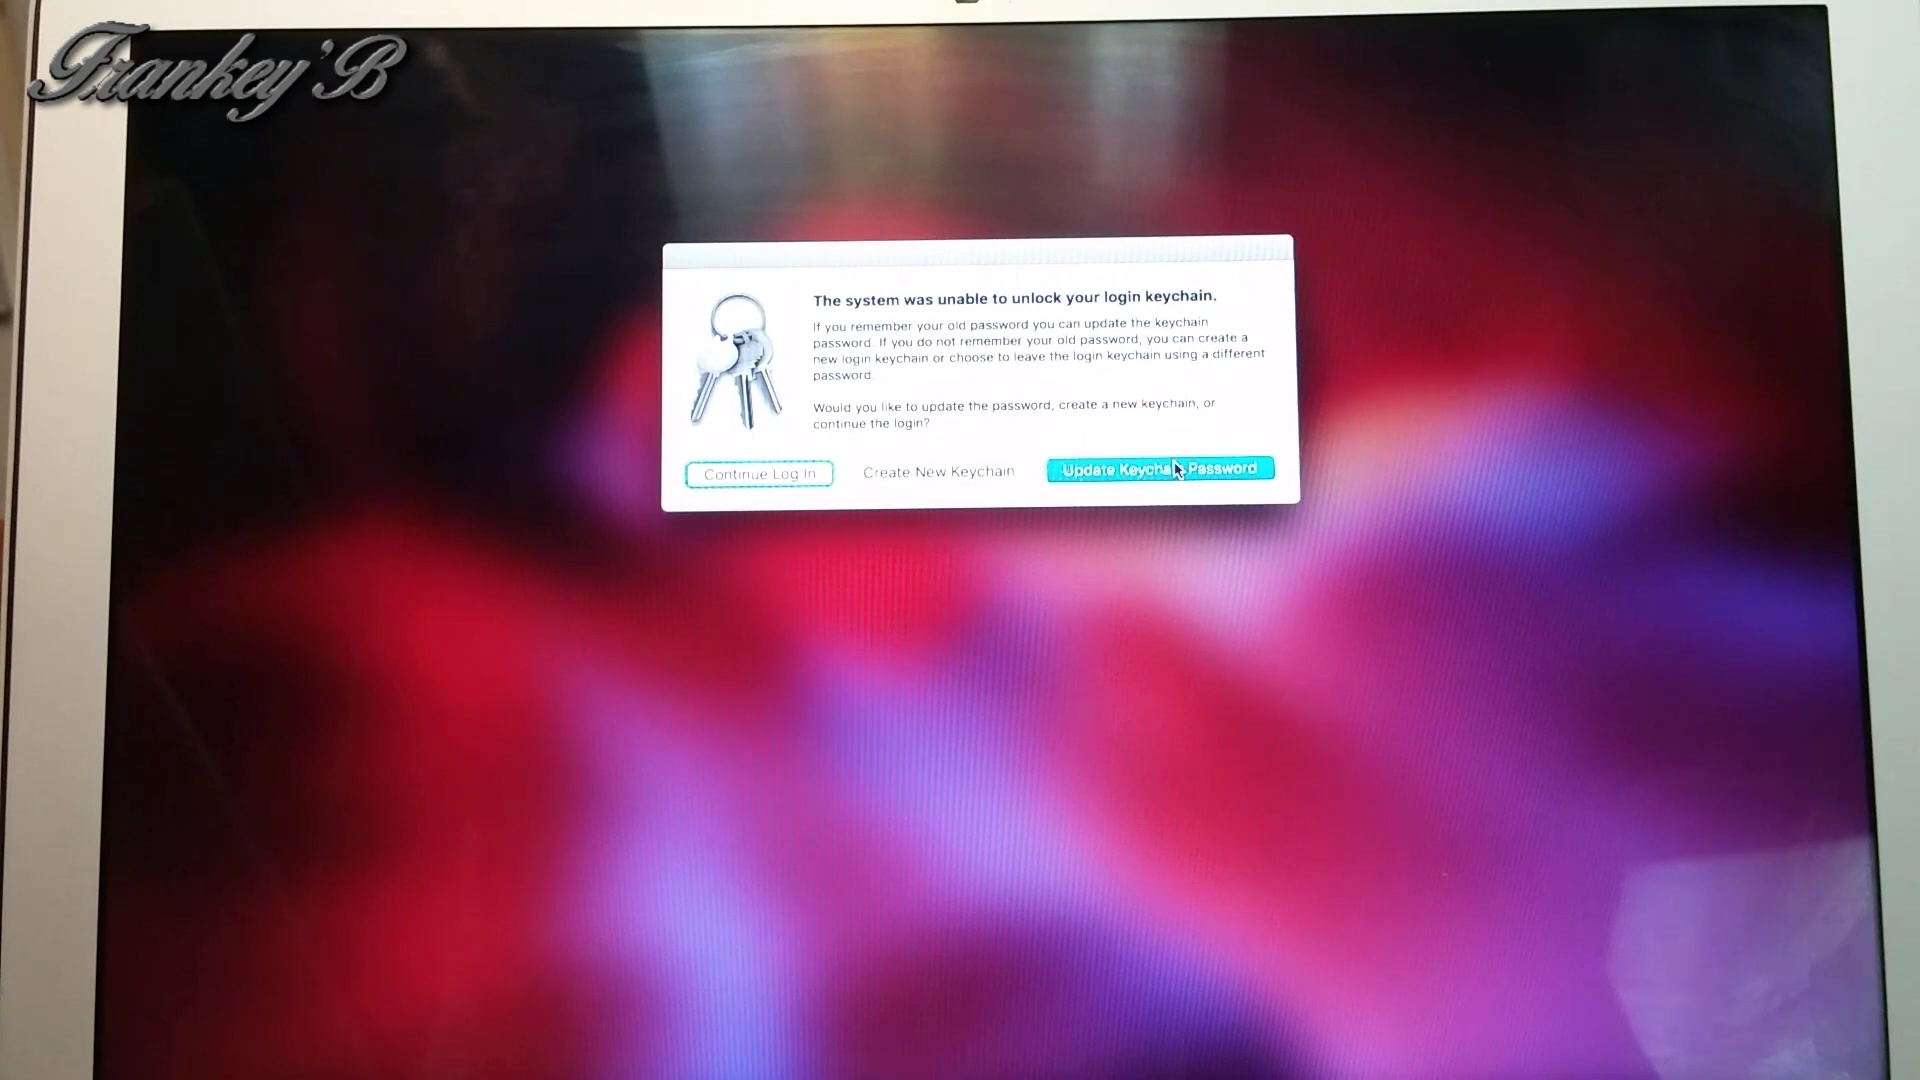 Frankey'B
The system was unable to unlock your login keychain.
If you remember your old password you can update the keychain
password. If you do not remember your old password, you can create a
new login keychain or choose to leave the login keychain using a different
password.
Would you like to update the password, create a new keychain, or
continue the login?
Continue Log In
Create New Keychain
Update Keychain Password